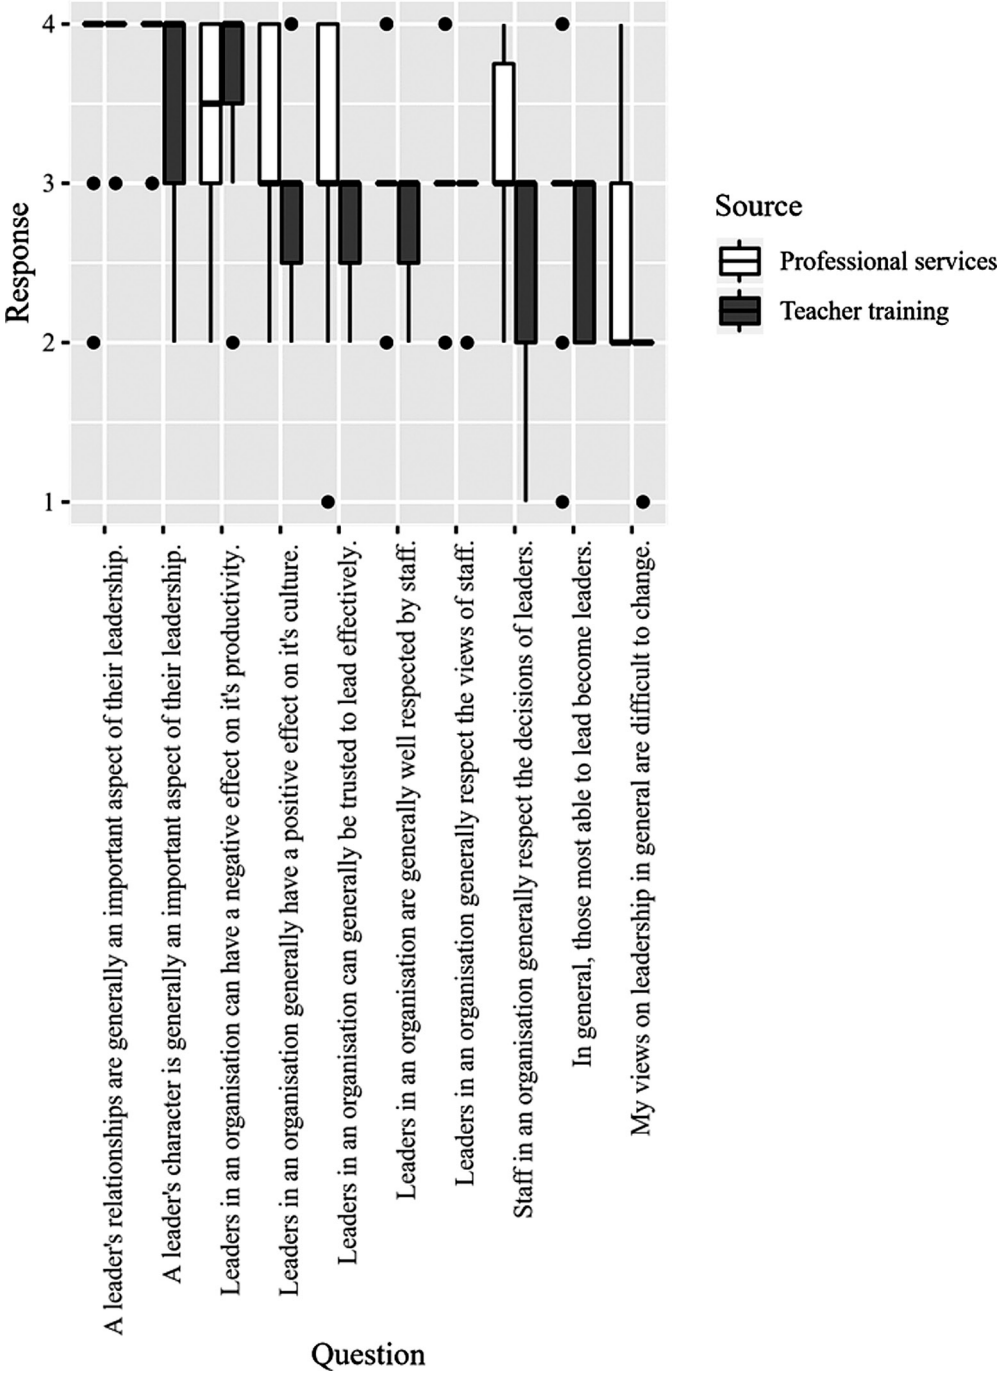 4
3
2
1
Response
A leader's relationships are generally an important aspect of their leadership.
A leader's character is generally an important aspect of their leadership.
Leaders in an organisation can have a negative effect on it's productivity.
Leaders in an organisation generally have a positive effect on it's culture.
Leaders in an organisation can generally be trusted to lead effectively.
Leaders in an organisation are generally well respected by staff.
Leaders in an organisation generally respect the views of staff.
Staff in an organisation generally respect the decisions of leaders.
In general, those most able to lead become leaders.
My views on leadership in general are difficult to change.
Question
Source
Professional services
Teacher training